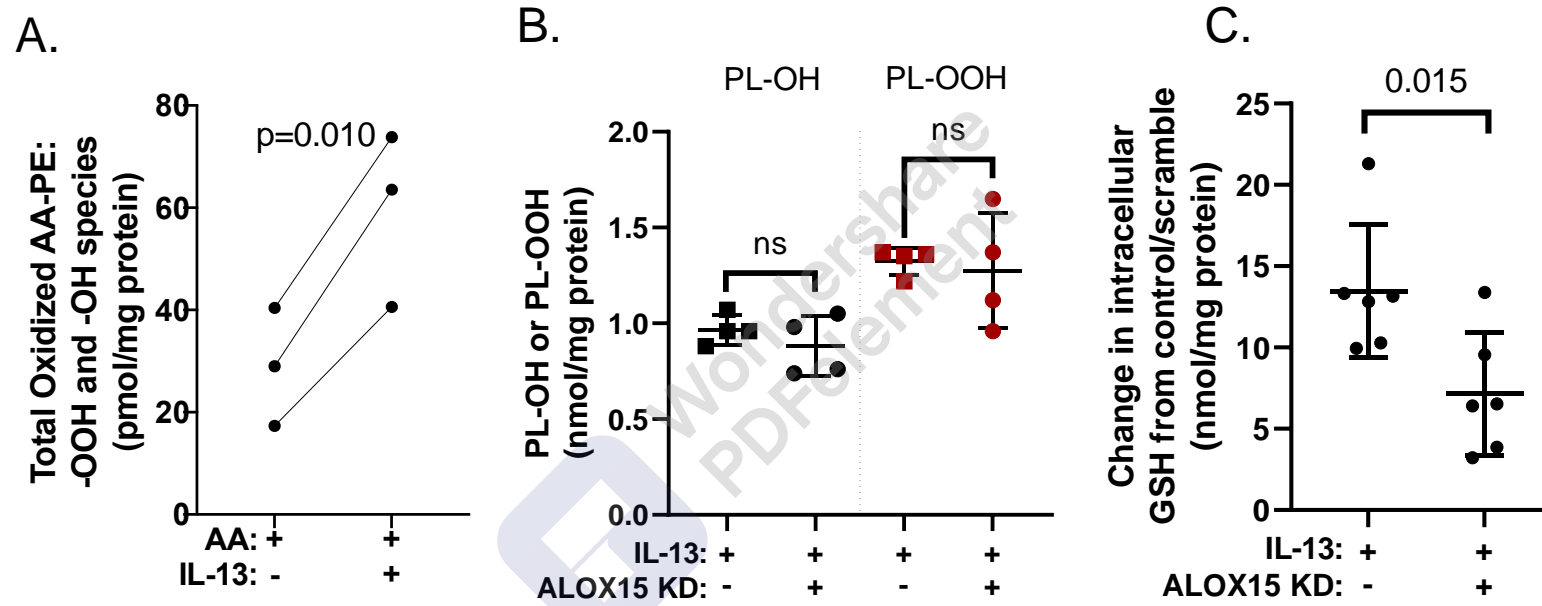 A.
Total Oxidized AA-PE:
-OOH and -OH species
(pmol/mg protein)
80
60
40
20
0
p=0.010
AA: + +
IL-13: - +
B.
PL-OH PL-OOH
PL-OH or PL-OOH
(nmol/mg protein)
2.0
1.5
1.0
0.5
0.0
ns
ns
IL-13: + + + +
ALOX15 KD: - + - +
C.
Change in intracellular
GSH from control/scramble
(nmol/mg protein)
25
20
15
10
5
0
0.015
IL-13: + +
ALOX15 KD: - +
Wondershare
PDFelement